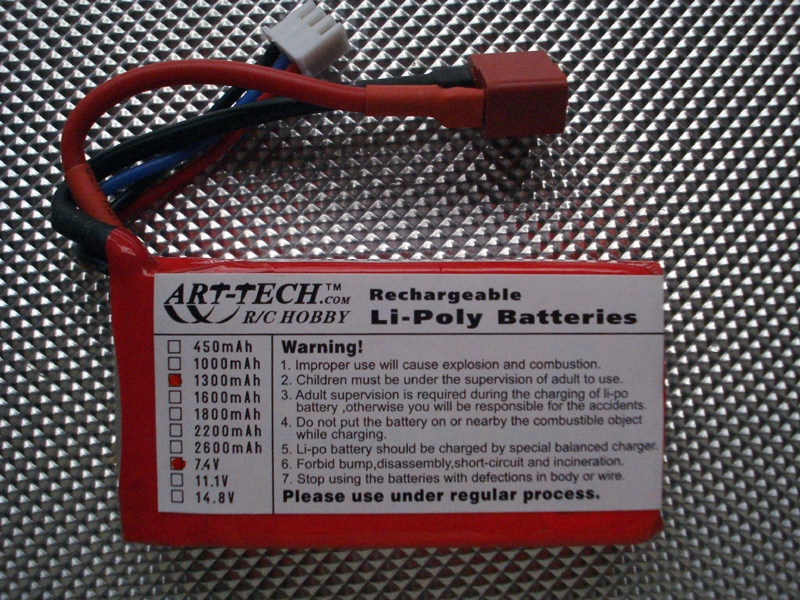 ART-TECH.COM™
R/C HOBBY
Rechargeable
Li-Poly Batteries
450mAh
1000mAh
1300mAh
1600mAh
1800mAh
2200mAh
2600mAh
7.4V
11.1V
14.8V
Warning!
1. Improper use will cause explosion and combustion.
2. Children must be under the supervision of adult to use.
3. Adult supervision is required during the charging of li-po
battery ,otherwise you will be responsible for the accidents.
4. Do not put the battery on or nearby the combustible object
while charging.
5. Li-po battery should be charged by special balanced charger.
6. Forbid bump,disassembly,short-circuit and incineration.
7. Stop using the batteries with defections in body or wire.
Please use under regular process.